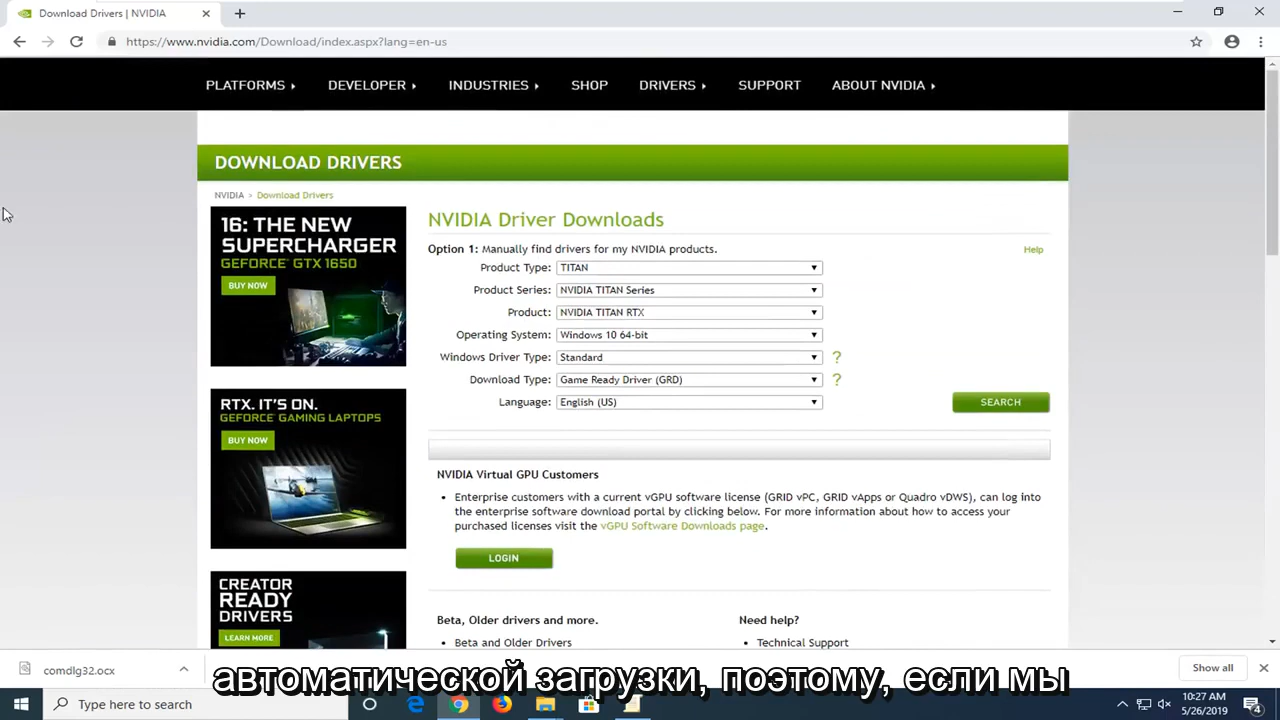 Download Drivers | NVIDIA
https://www.nvidia.com/Download/index.aspx?lang=en-us
PLATFORMS DEVELOPER INDUSTRIES SHOP DRIVERS SUPPORT ABOUT NVIDIA
DOWNLOAD DRIVERS
NVIDIA > Download Drivers
16: THE NEW
SUPERCHARGER
GEFORCE GTX 1650
BUY NOW
RTX. IT'S ON.
GEFORCE GAMING LAPTOPS
BUY NOW
CREATOR
READY
DRIVERS
LEARN MORE
NVIDIA Driver Downloads
Option 1: Manually find drivers for my NVIDIA products.
Help
Product Type: TITAN
Product Series: NVIDIA TITAN Series
Product: NVIDIA TITAN RTX
Operating System: Windows 10 64-bit
Windows Driver Type: Standard ?
Download Type: Game Ready Driver (GRD) ?
Language: English (US)
SEARCH
NVIDIA Virtual GPU Customers
• Enterprise customers with a current vGPU software license (GRID vPC, GRID vApps or Quadro vDWS), can log into
the enterprise software download portal by clicking below. For more information about how to access your
purchased licenses visit the vGPU Software Downloads page.
LOGIN
Beta, Older drivers and more.
• Beta and Older Drivers
Need help?
• Technical Support
comdlg32.ocx
Show all
автоматической загрузки, поэтому, если мы
Type here to search
10:27 AM
5/26/2019
4